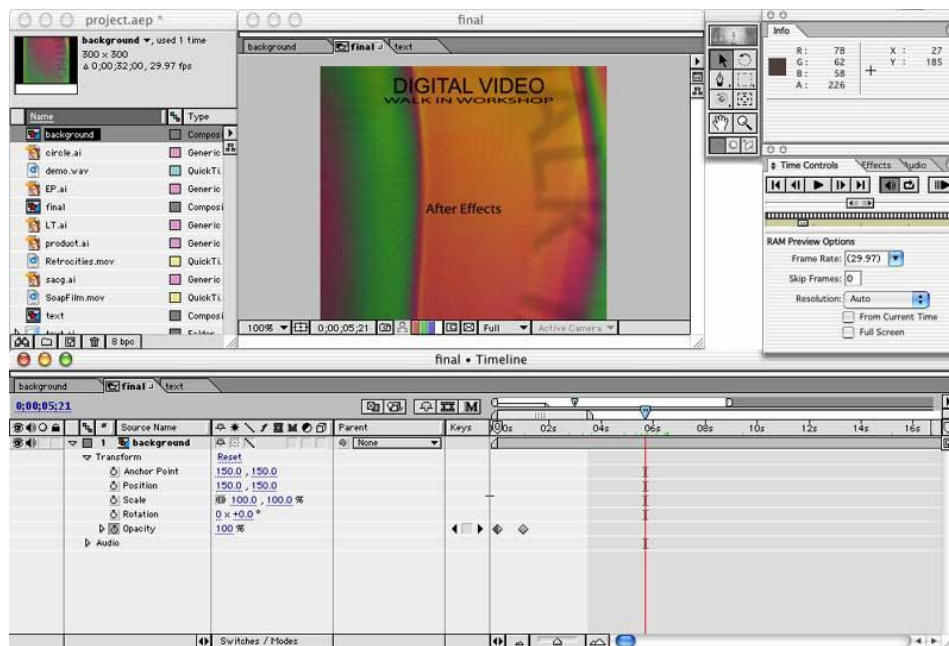 project.aep *
background, used 1 time
300 x 300
Δ 0;00;32;00, 29.97 fps
Name Type
background Composi
circle.ai Generic
demo.wav QuickTi
EP.ai Generic
final Composi
LT.ai Generic
product.ai Generic
Retrocities.mov QuickTi
sacg.ai Generic
SoapFilm.mov QuickTi
text Composi
8 bpc
final
background final text
DIGITAL VIDEO
WALK IN WORKSHOP
After Effects
100% 0;00;05;21 Full Active Camera
Info
R: 78 X : 27
G: 62 Y : 185
B: 58
A: 226
Time Controls Effects Audio
RAM Preview Options
Frame Rate: (29.97)
Skip Frames: 0
Resolution: Auto
From Current Time
Full Screen
final • Timeline
background final text
0;00;05;21
# Source Name Parent Keys 00s 02s 04s 06s 08s 10s 12s 14s 16s
1 background None
Transform Reset
Anchor Point 150.0 , 150.0
Position 150.0 , 150.0
Scale 100.0 , 100.0 %
Rotation 0 x +0.0 °
Opacity 100 %
Audio
Switches / Modes